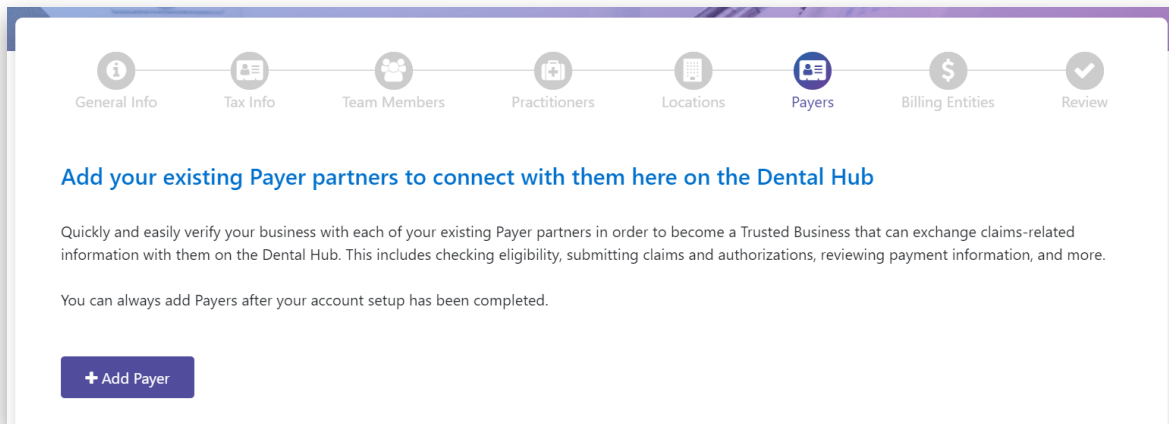 General Info
Tax Info
Team Members
Practitioners
Locations
Payers
Billing Entities
Review
Add your existing Payer partners to connect with them here on the Dental Hub
Quickly and easily verify your business with each of your existing Payer partners in order to become a Trusted Business that can exchange claims-related
information with them on the Dental Hub. This includes checking eligibility, submitting claims and authorizations, reviewing payment information, and more.
You can always add Payers after your account setup has been completed.
+ Add Payer